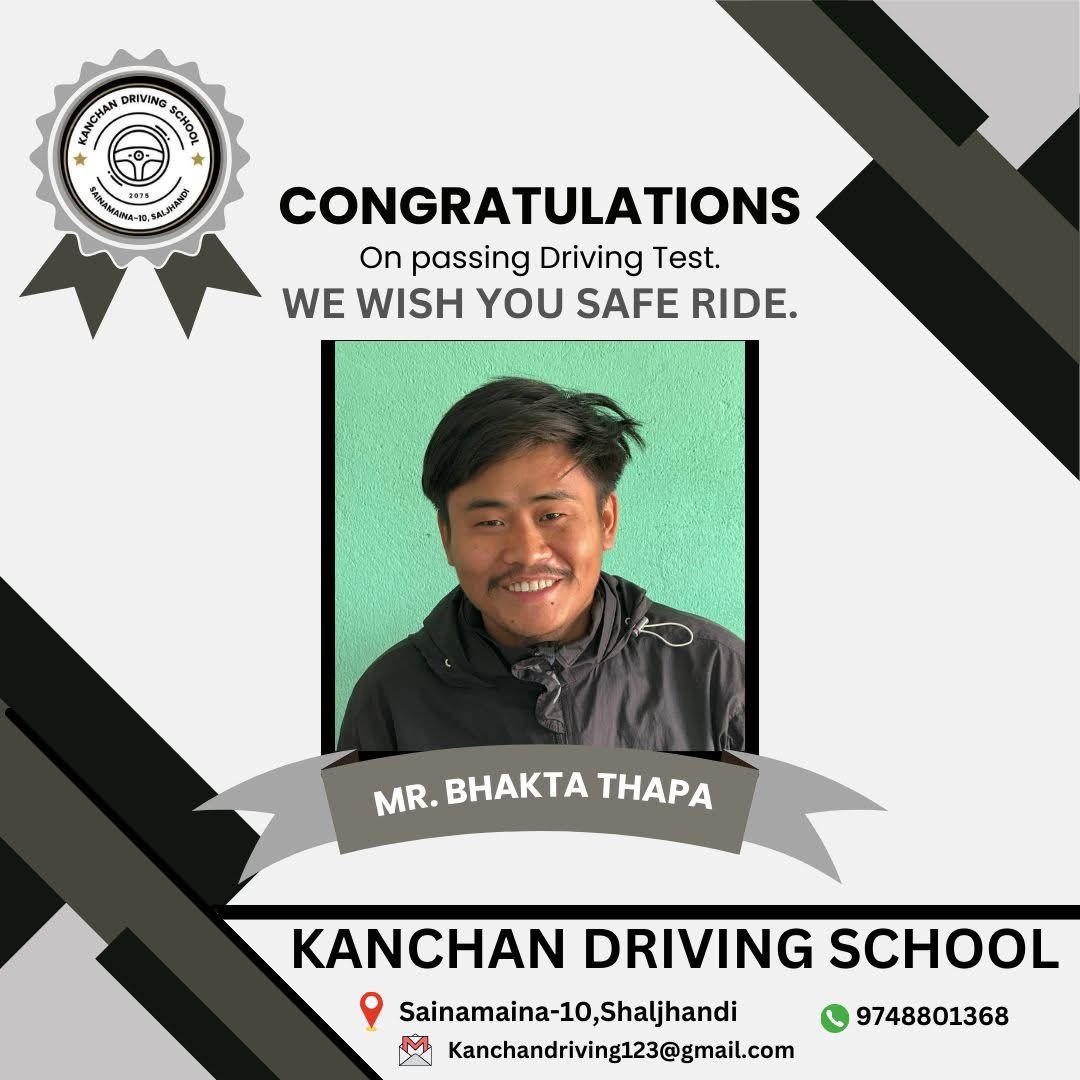 KANCHAN DRIVING SCHOOL
2075
SAINAMAINA-10, SALJHANDI
CONGRATULATIONS
On passing Driving Test.
WE WISH YOU SAFE RIDE.
MR. BHAKTA THAPA
KANCHAN DRIVING SCHOOL
Sainamaina-10,Shaljhandi
9748801368
Kanchandriving123@gmail.com